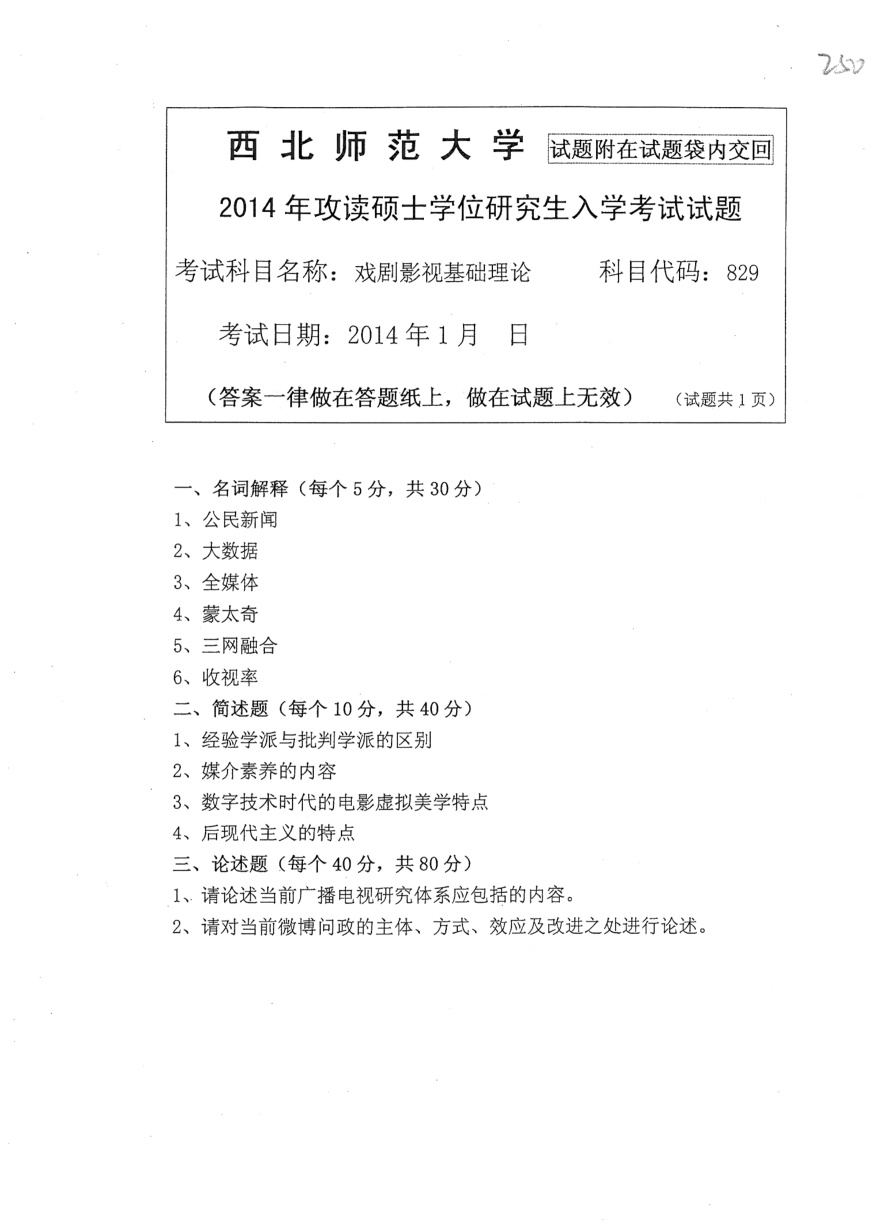 250
西北师范大学 试题附在试题袋内交回
2014年攻读硕士学位研究生入学考试试题
考试科目名称：戏剧影视基础理论 科目代码：829
考试日期：2014年1月 日
（答案一律做在答题纸上，做在试题上无效） （试题共1页）
一、名词解释（每个5分，共30分）
1、公民新闻
2、大数据
3、全媒体
4、蒙太奇
5、三网融合
6、收视率
二、简述题（每个10分，共40分）
1、经验学派与批判学派的区别
2、媒介素养的内容
3、数字技术时代的电影虚拟美学特点
4、后现代主义的特点
三、论述题（每个40分，共80分）
1、请论述当前广播电视研究体系应包括的内容。
2、请对当前微博问政的主体、方式、效应及改进之处进行论述。